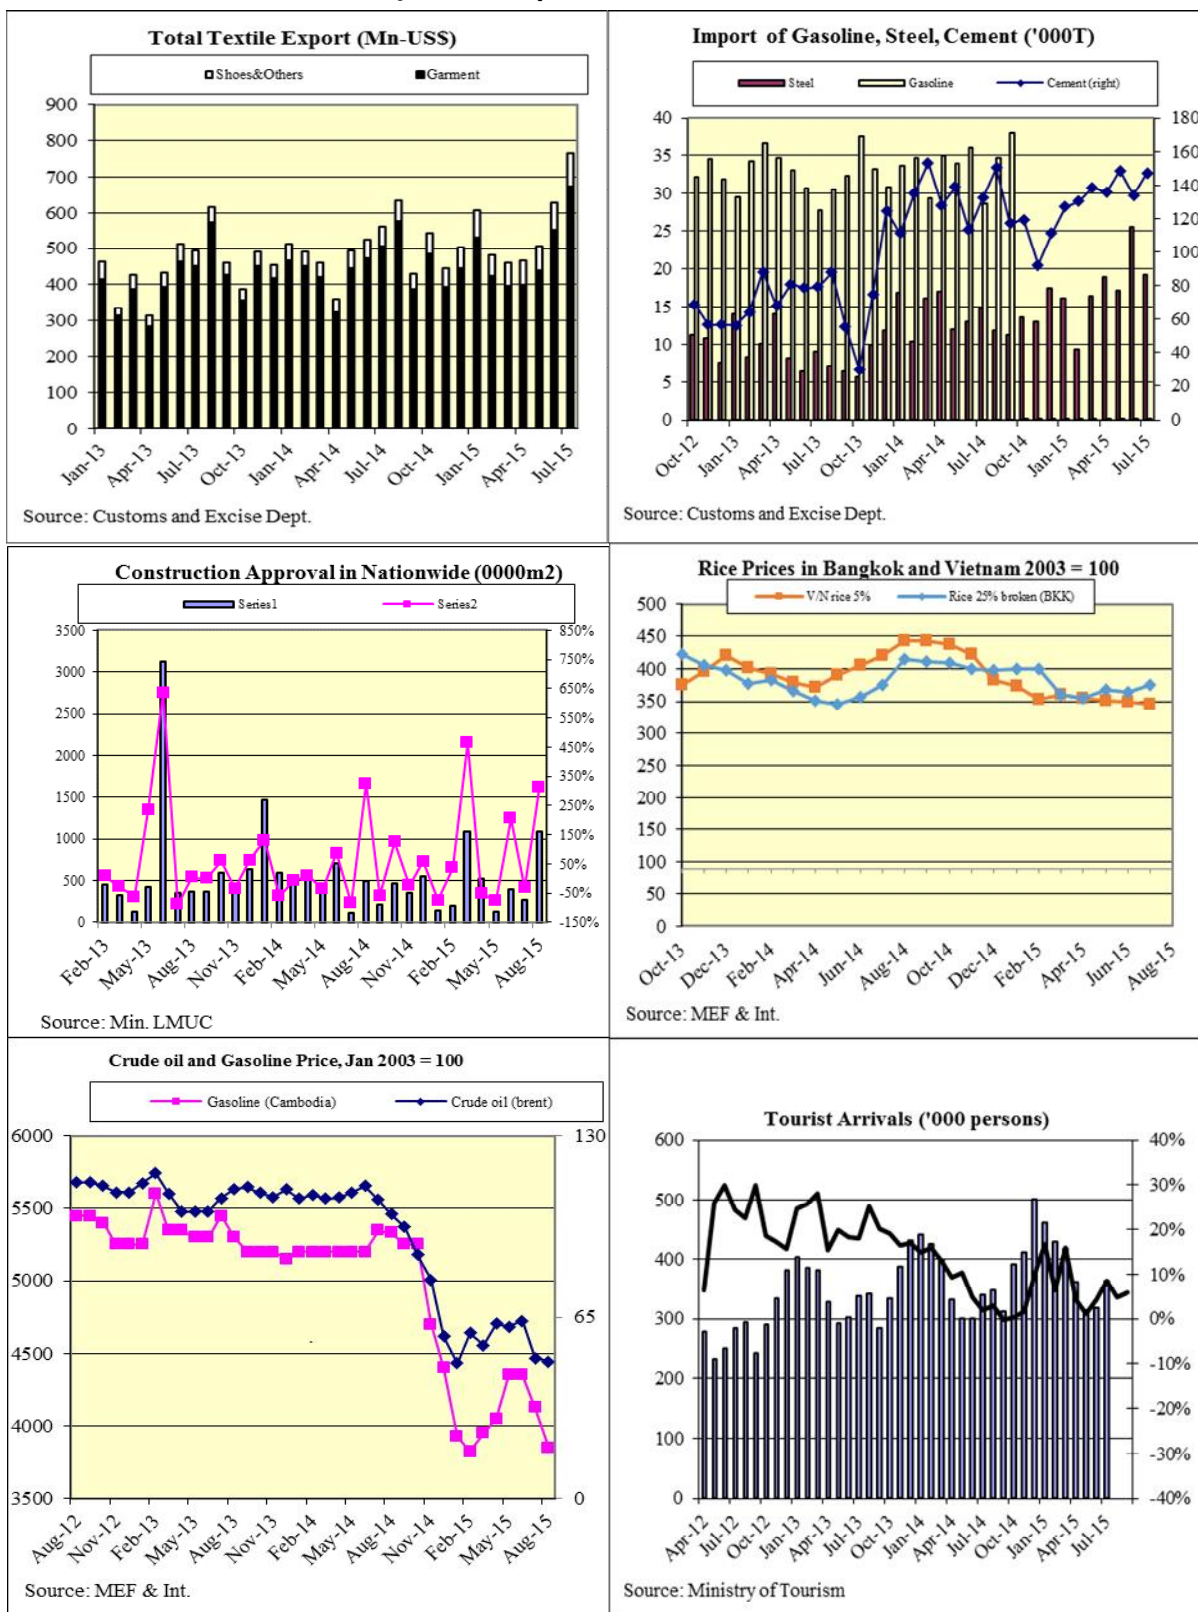 Total Textile Export (Mn-US$)
Shoes&Others Garment
900
800
700
600
500
400
300
200
100
0
Jan-13 Apr-13 Jul-13 Oct-13 Jan-14 Apr-14 Jul-14 Oct-14 Jan-15 Apr-15 Jul-15
Source: Customs and Excise Dept.
Import of Gasoline, Steel, Cement ('000T)
Steel Gasoline Cement (right)
40 180
35 160
30 140
25 120
20 100
15 80
10 60
5 40
0 20
0
Oct-12 Jan-13 Apr-13 Jul-13 Oct-13 Jan-14 Apr-14 Jul-14 Oct-14 Jan-15 Apr-15 Jul-15
Source: Customs and Excise Dept.
Construction Approval in Nationwide (0000m2)
Series1 Series2
3500 850%
3000 750%
2500 650%
2000 550%
1500 450%
1000 350%
500 250%
0 150%
50%
-50%
-150%
Feb-13 May-13 Aug-13 Nov-13 Feb-14 May-14 Aug-14 Nov-14 Feb-15 May-15 Aug-15
Source: Min. LMUC
Rice Prices in Bangkok and Vietnam 2003 = 100
V/N rice 5% Rice 25% broken (BKK)
500
450
400
350
300
250
200
150
100
50
0
Oct-13 Dec-13 Feb-14 Apr-14 Jun-14 Aug-14 Oct-14 Dec-14 Feb-15 Apr-15 Jun-15 Aug-15
Source: MEF & Int.
Crude oil and Gasoline Price, Jan 2003 = 100
Gasoline (Cambodia) Crude oil (brent)
6000 130
5500
5000
4500 65
4000
3500 0
Aug-12 Nov-12 Feb-13 May-13 Aug-13 Nov-13 Feb-14 May-14 Aug-14 Nov-14 Feb-15 May-15 Aug-15
Source: MEF & Int.
Tourist Arrivals ('000 persons)
600 40%
500 30%
400 20%
300 10%
200 0%
100 -10%
0 -20%
-30%
-40%
Apr-12 Jul-12 Oct-12 Jan-13 Apr-13 Jul-13 Oct-13 Jan-14 Apr-14 Jul-14 Oct-14 Jan-15 Apr-15 Jul-15
Source: Ministry of Tourism